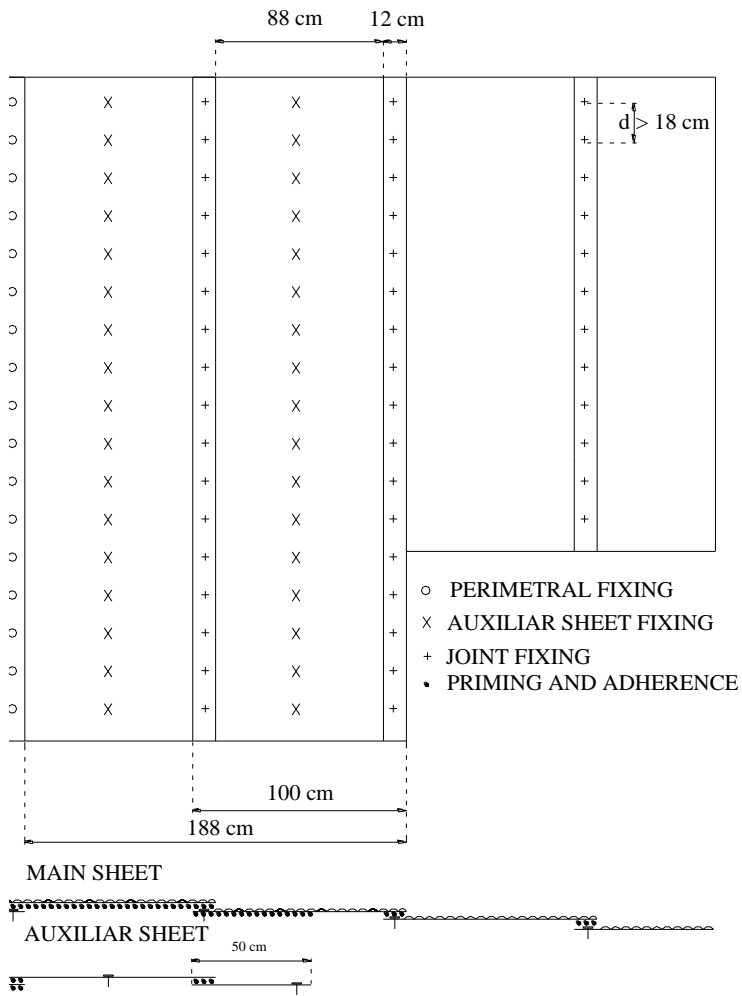 88 cm
12 cm
d > 18 cm
PERIMETRAL FIXING
AUXILIAR SHEET FIXING
JOINT FIXING
PRIMING AND ADHERENCE
100 cm
188 cm
MAIN SHEET
AUXILIAR SHEET
50 cm